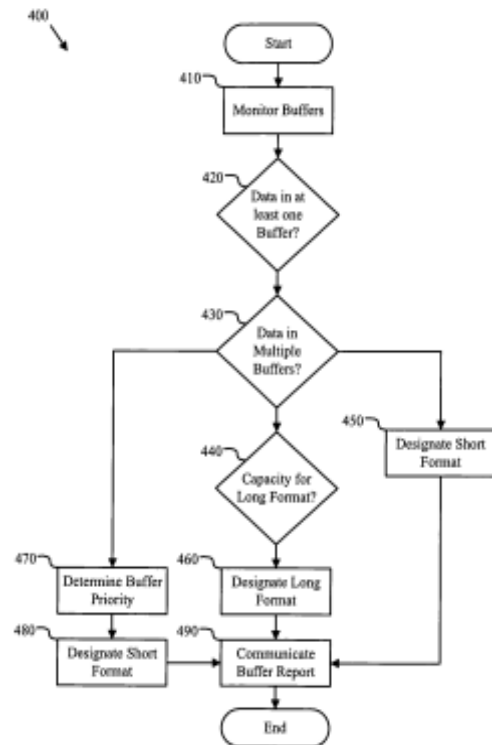 400
Start
410
Monitor Buffers
420
Data in at
least one
Buffer?
430
Data in
Multiple
Buffers?
450
Designate Short
Format
440
Capacity for
Long Format?
470
Determine Buffer
Priority
460
Designate Long
Format
480
Designate Short
Format
490
Communicate
Buffer Report
End